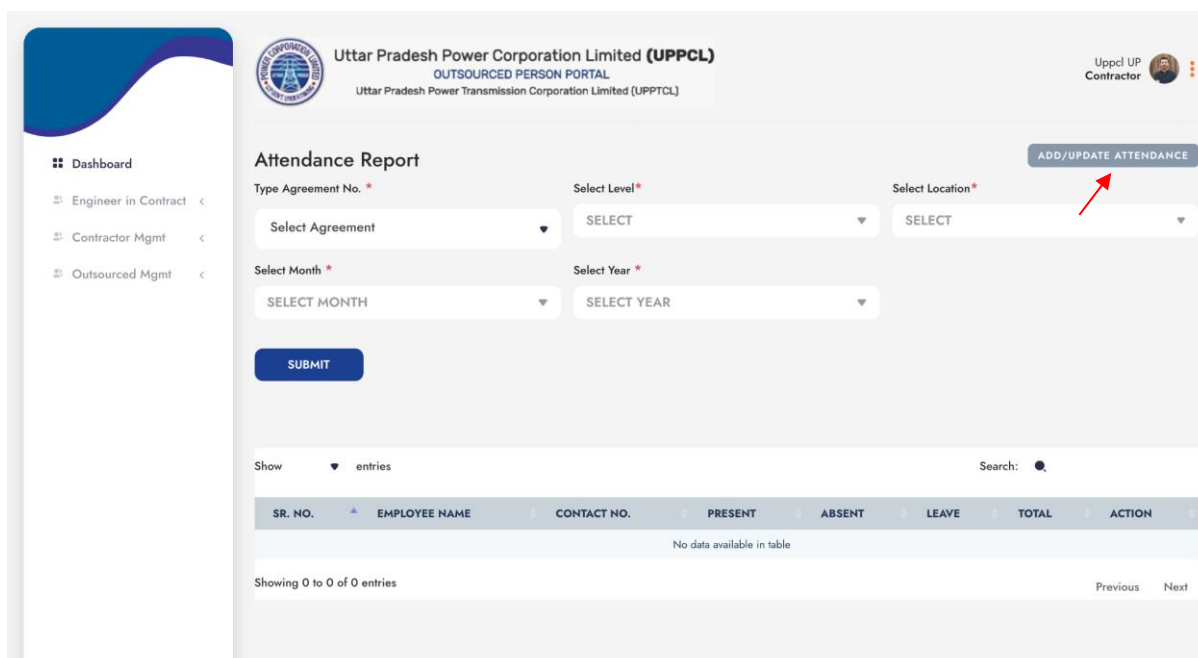 Uttar Pradesh Power Corporation Limited (UPPCL)
OUTSOURCED PERSON PORTAL
Uttar Pradesh Power Transmission Corporation Limited (UPPTCL)
Uppcl UP
Contractor
Dashboard
Engineer in Contract
Contractor Mgmt
Outsourced Mgmt
Attendance Report
ADD/UPDATE ATTENDANCE
Type Agreement No. * Select Level* Select Location*
Select Agreement SELECT SELECT
Select Month * Select Year *
SELECT MONTH SELECT YEAR
SUBMIT
Show entries Search:
SR. NO. EMPLOYEE NAME CONTACT NO. PRESENT ABSENT LEAVE TOTAL ACTION
No data available in table
Showing 0 to 0 of 0 entries Previous Next